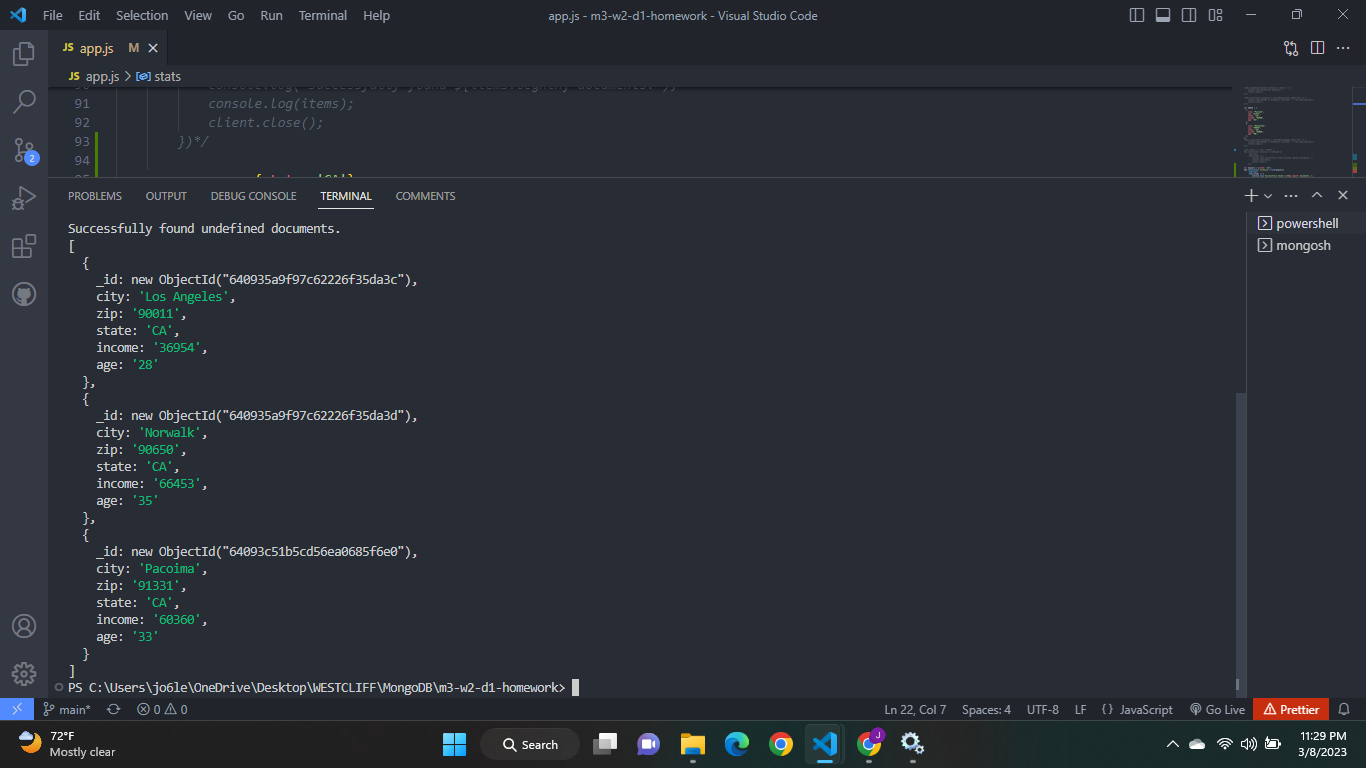 File Edit Selection View Go Run Terminal Help app.js - m3-w2-d1-homework - Visual Studio Code
JS app.js M
JS app.js > stats
91 console.log(items);
92 client.close();
93 })*/
94
2
PROBLEMS OUTPUT DEBUG CONSOLE TERMINAL COMMENTS
powershell
mongosh
Successfully found undefined documents.
[
{
_id: new ObjectId("640935a9f97c62226f35da3c"),
city: 'Los Angeles',
zip: '90011',
state: 'CA',
income: '36954',
age: '28'
},
{
_id: new ObjectId("640935a9f97c62226f35da3d"),
city: 'Norwalk',
zip: '90650',
state: 'CA',
income: '66453',
age: '35'
},
{
_id: new ObjectId("64093c51b5cd56ea0685f6e0"),
city: 'Pacoima',
zip: '91331',
state: 'CA',
income: '60360',
age: '33'
}
]
PS C:\Users\jo6le\OneDrive\Desktop\WESTCLIFF\MongoDB\m3-w2-d1-homework>
main* 0 0 Ln 22, Col 7 Spaces: 4 UTF-8 LF {} JavaScript Go Live Prettier
72°F
Mostly clear
Search
J
11:29 PM
3/8/2023